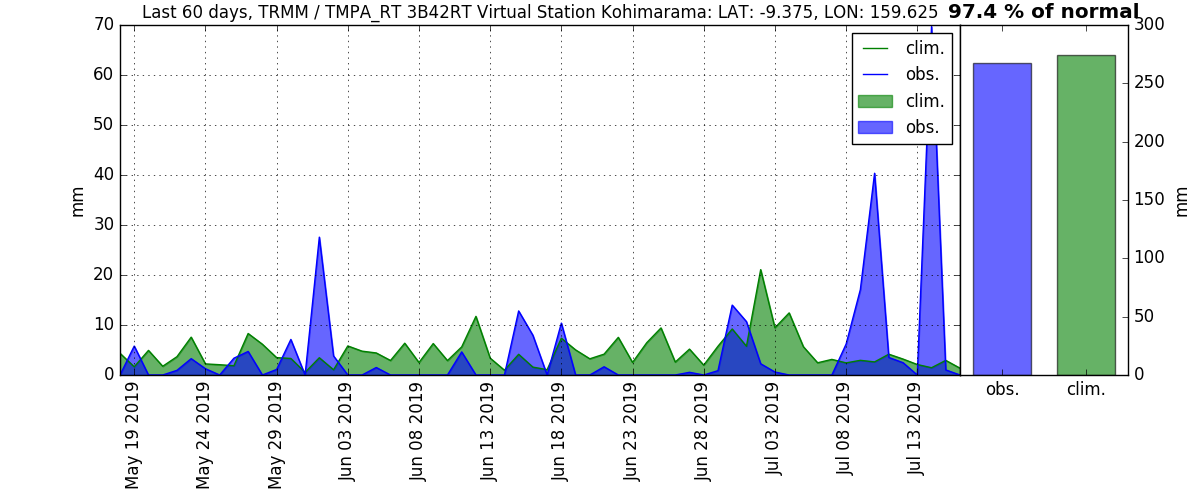 Last 60 days, TRMM / TMPA_RT 3B42RT Virtual Station Kohimarama: LAT: -9.375, LON: 159.625 97.4 % of normal
70
60
50
40
30
20
10
0
mm
clim.
obs.
clim.
obs.
300
250
200
150
100
50
0
mm
obs.
clim.
May 19 2019
May 24 2019
May 29 2019
Jun 03 2019
Jun 08 2019
Jun 13 2019
Jun 18 2019
Jun 23 2019
Jun 28 2019
Jul 03 2019
Jul 08 2019
Jul 13 2019